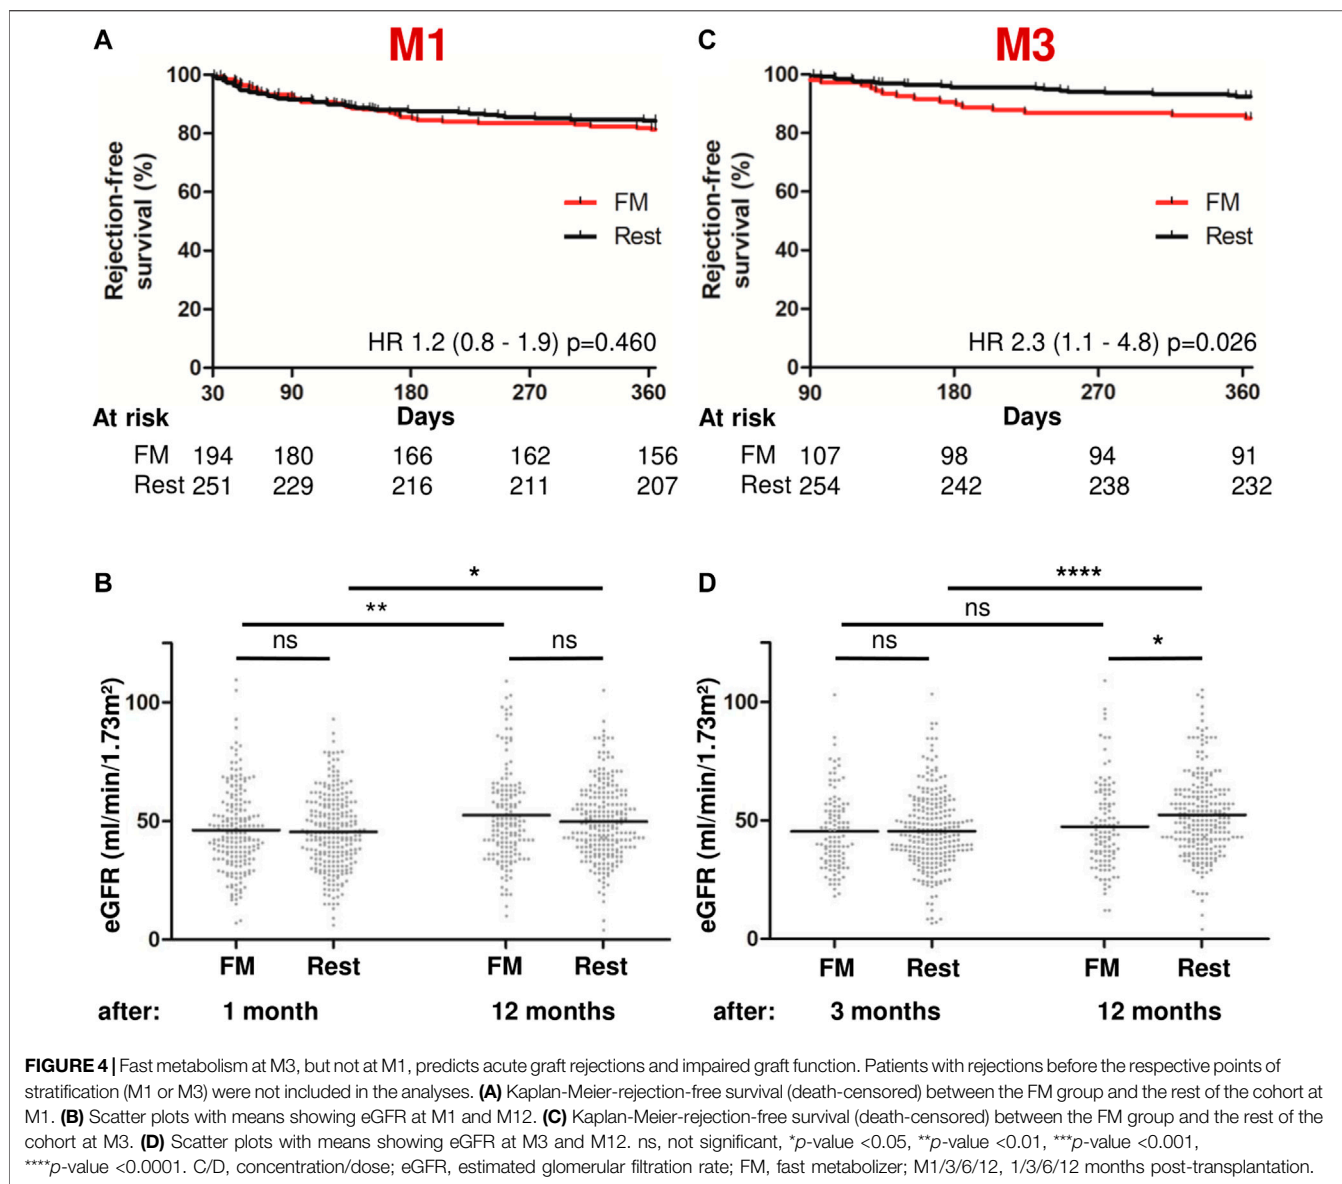 A M1
100
80
60
40
20
0
Rejection-free
survival (%)
FM
Rest
HR 1.2 (0.8 - 1.9) p=0.460
30 90 180 270 360
Days
At risk
FM 194 180 166 162 156
Rest 251 229 216 211 207
C M3
100
80
60
40
20
0
Rejection-free
survival (%)
FM
Rest
HR 2.3 (1.1 - 4.8) p=0.026
90 180 270 360
Days
At risk
FM 107 98 94 91
Rest 254 242 238 232
B
*
**
ns ns
eGFR (ml/min/1.73m²)
100
50
0
FM Rest FM Rest
after: 1 month 12 months
D
****
ns
ns *
eGFR (ml/min/1.73m²)
100
50
0
FM Rest FM Rest
after: 3 months 12 months
FIGURE 4 | Fast metabolism at M3, but not at M1, predicts acute graft rejections and impaired graft function. Patients with rejections before the respective points of
stratification (M1 or M3) were not included in the analyses. (A) Kaplan-Meier-rejection-free survival (death-censored) between the FM group and the rest of the cohort at
M1. (B) Scatter plots with means showing eGFR at M1 and M12. (C) Kaplan-Meier-rejection-free survival (death-censored) between the FM group and the rest of the
cohort at M3. (D) Scatter plots with means showing eGFR at M3 and M12. ns, not significant, *p-value <0.05, **p-value <0.01, ***p-value <0.001,
****p-value <0.0001. C/D, concentration/dose; eGFR, estimated glomerular filtration rate; FM, fast metabolizer; M1/3/6/12, 1/3/6/12 months post-transplantation.